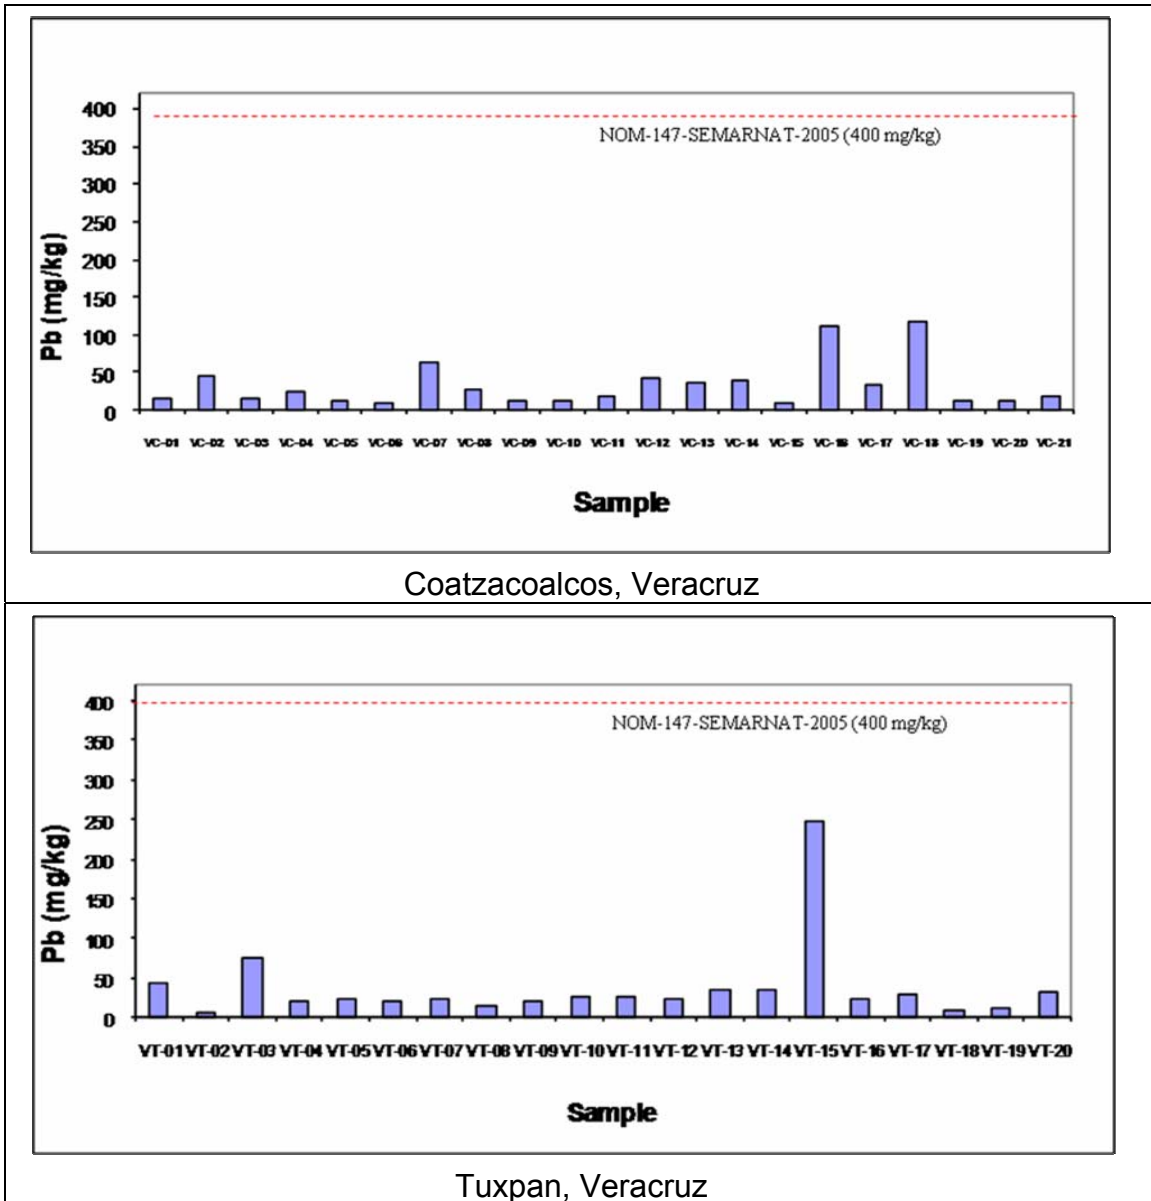 400
NOM-147-SEMARNAT-2005 (400 mg/kg)
350
300
250
200
150
100
50
0
Pb (mg/kg)
VC-01 VC-02 VC-03 VC-04 VC-05 VC-06 VC-07 VC-08 VC-09 VC-10 VC-11 VC-12 VC-13 VC-14 VC-15 VC-16 VC-17 VC-18 VC-19 VC-20 VC-21
Sample
Coatzacoalcos, Veracruz
400
NOM-147-SEMARNAT-2005 (400 mg/kg)
350
300
250
200
150
100
50
0
Pb (mg/kg)
VT-01 VT-02 VT-03 VT-04 VT-05 VT-06 VT-07 VT-08 VT-09 VT-10 VT-11 VT-12 VT-13 VT-14 VT-15 VT-16 VT-17 VT-18 VT-19 VT-20
Sample
Tuxpan, Veracruz